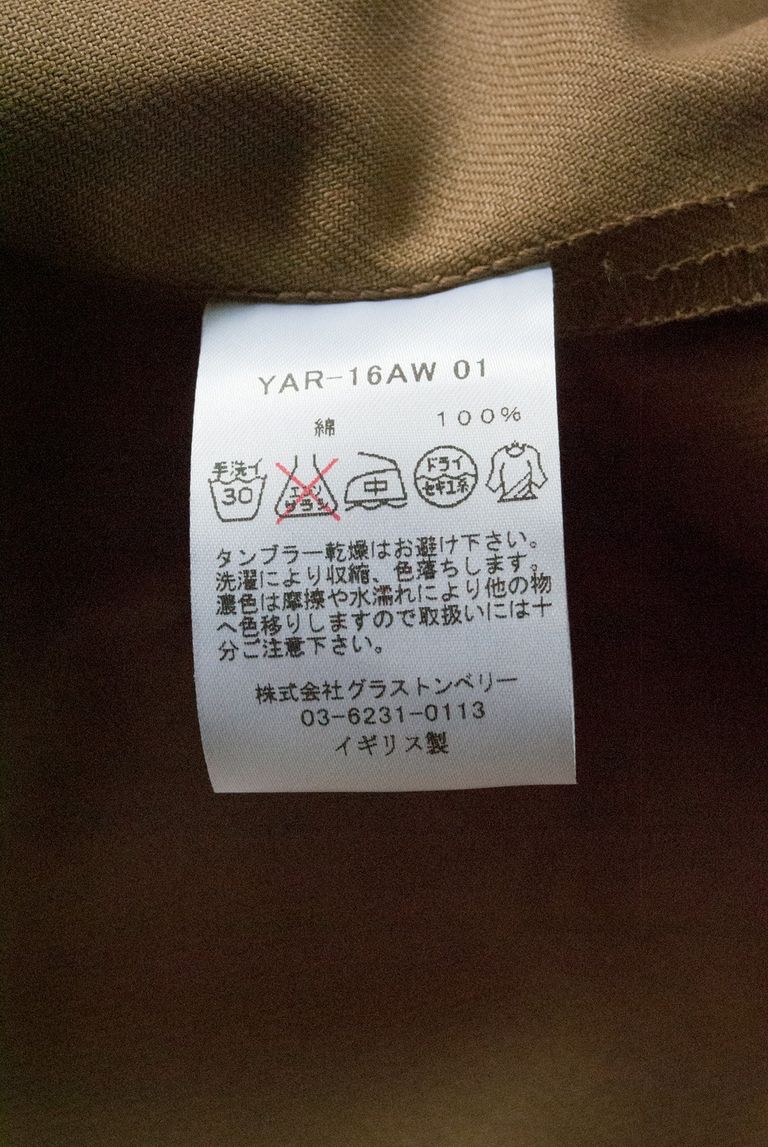 YAR-16AW 01
綿 100%
手洗イ 30 エンソ サラシ 中 ドライ セキユ系
タンブラー乾燥はお避け下さい。
洗濯により収縮、色落ちします。
濃色は摩擦や水濡れにより他の物
へ色移りしますので取扱いには十
分ご注意下さい。
株式会社グラストンベリー
03-6231-0113
イギリス製